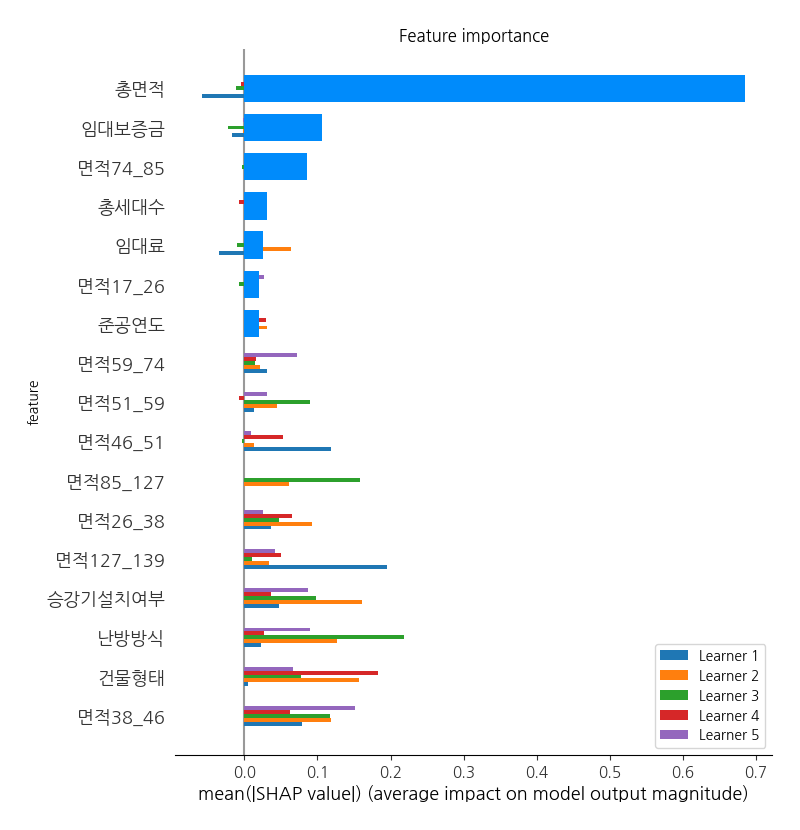 Feature importance
총면적
임대보증금
면적74_85
총세대수
임대료
면적17_26
준공연도
면적59_74
면적51_59
면적46_51
면적85_127
면적26_38
면적127_139
승강기설치여부
난방방식
건물형태
면적38_46
feature
Learner 1
Learner 2
Learner 3
Learner 4
Learner 5
0.0 0.1 0.2 0.3 0.4 0.5 0.6 0.7
mean(|SHAP value|) (average impact on model output magnitude)